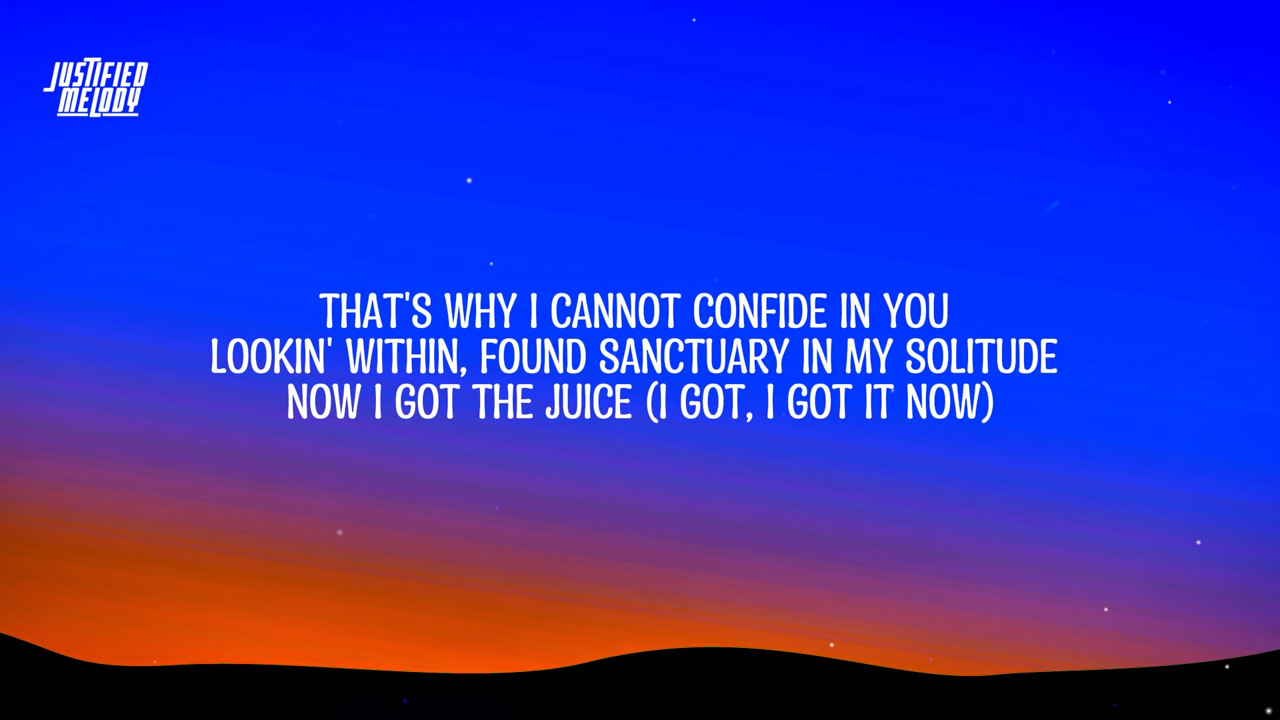 JUSTIFIED
MELODY
THAT'S WHY I CANNOT CONFIDE IN YOU
LOOKIN' WITHIN, FOUND SANCTUARY IN MY SOLITUDE
NOW I GOT THE JUICE (I GOT, I GOT IT NOW)